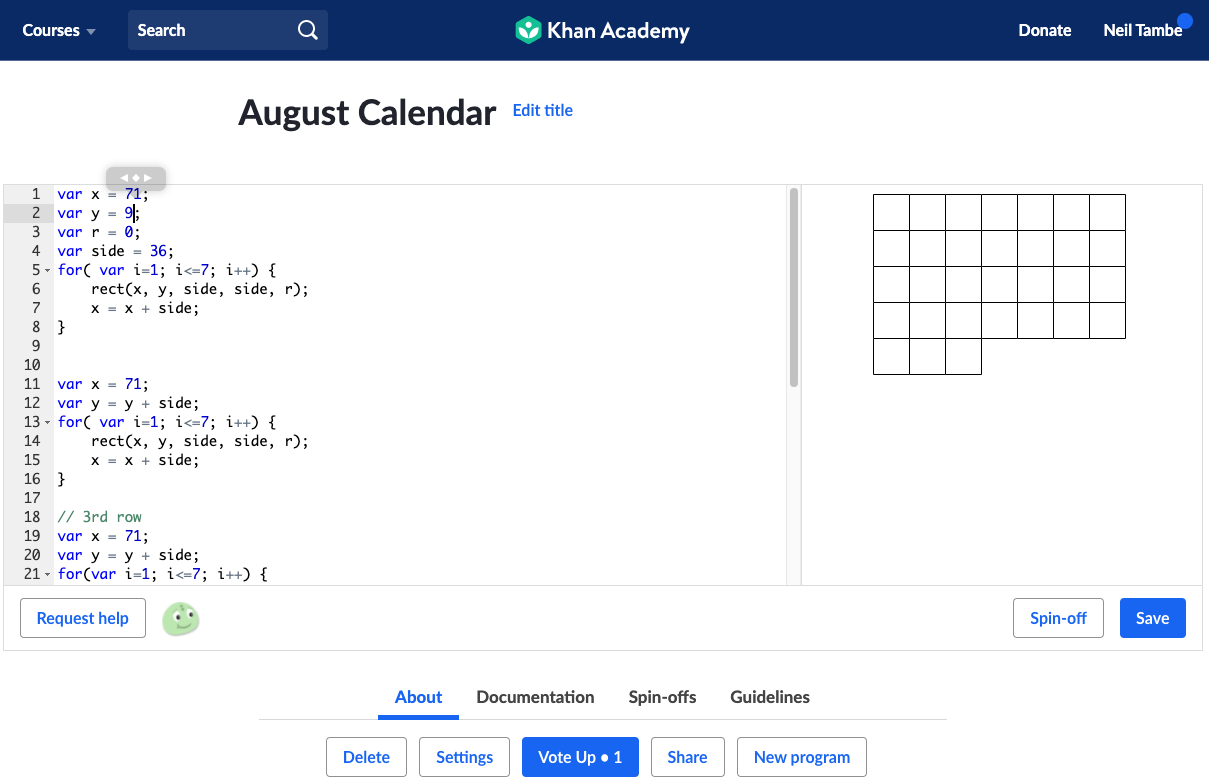 Courses Search Khan Academy Donate Neil Tambe
August Calendar Edit title
1 var x = 71;
2 var y = 9;
3 var r = 0;
4 var side = 36;
5 for( var i=1; i<=7; i++) {
6 rect(x, y, side, side, r);
7 x = x + side;
8 }
9
10
11 var x = 71;
12 var y = y + side;
13 for( var i=1; i<=7; i++) {
14 rect(x, y, side, side, r);
15 x = x + side;
16 }
17
18 // 3rd row
19 var x = 71;
20 var y = y + side;
21 for(var i=1; i<=7; i++) {
Request help Spin-off Save
About Documentation Spin-offs Guidelines
Delete Settings Vote Up • 1 Share New program